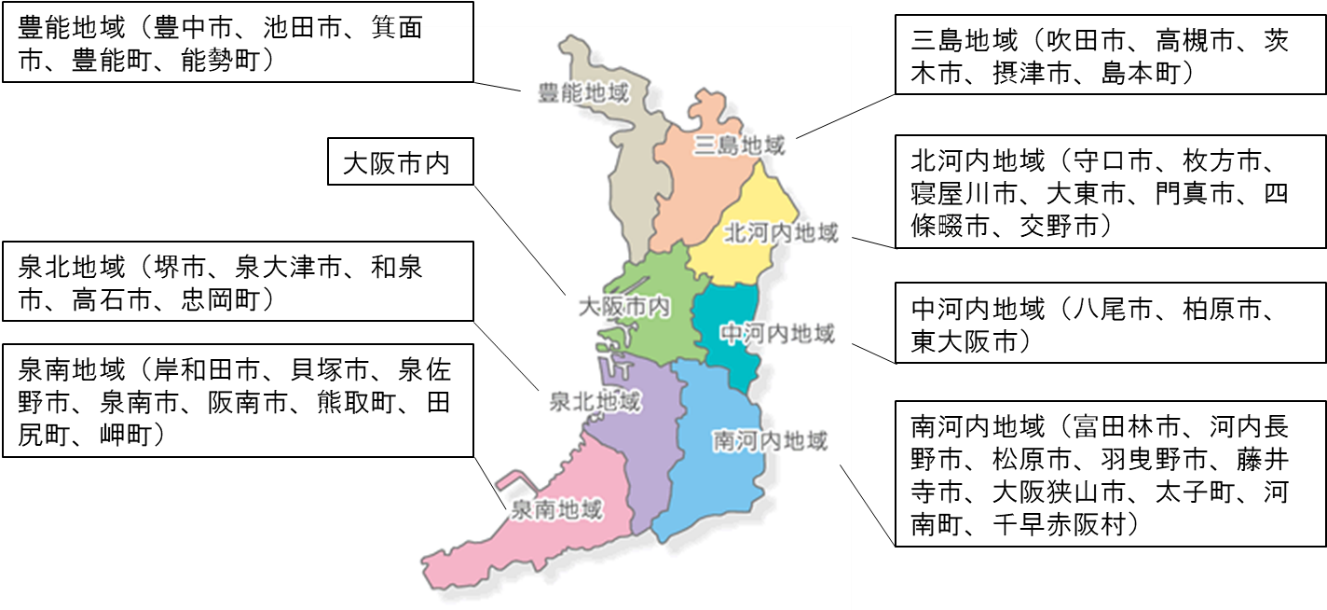 豊能地域（豊中市、池田市、箕面
市、豊能町、能勢町）
大阪市内
泉北地域（堺市、泉大津市、和泉
市、高石市、忠岡町）
泉南地域（岸和田市、貝塚市、泉佐
野市、泉南市、阪南市、熊取町、田
尻町、岬町）
豊能地域
三島地域
北河内地域
大阪市内
中河内地域
泉北地域
南河内地域
泉南地域
三島地域（吹田市、高槻市、茨
木市、摂津市、島本町）
北河内地域（守口市、枚方市、
寝屋川市、大東市、門真市、四
條畷市、交野市）
中河内地域（八尾市、柏原市、
東大阪市）
南河内地域（富田林市、河内長
野市、松原市、羽曳野市、藤井
寺市、大阪狭山市、太子町、河
南町、千早赤阪村）